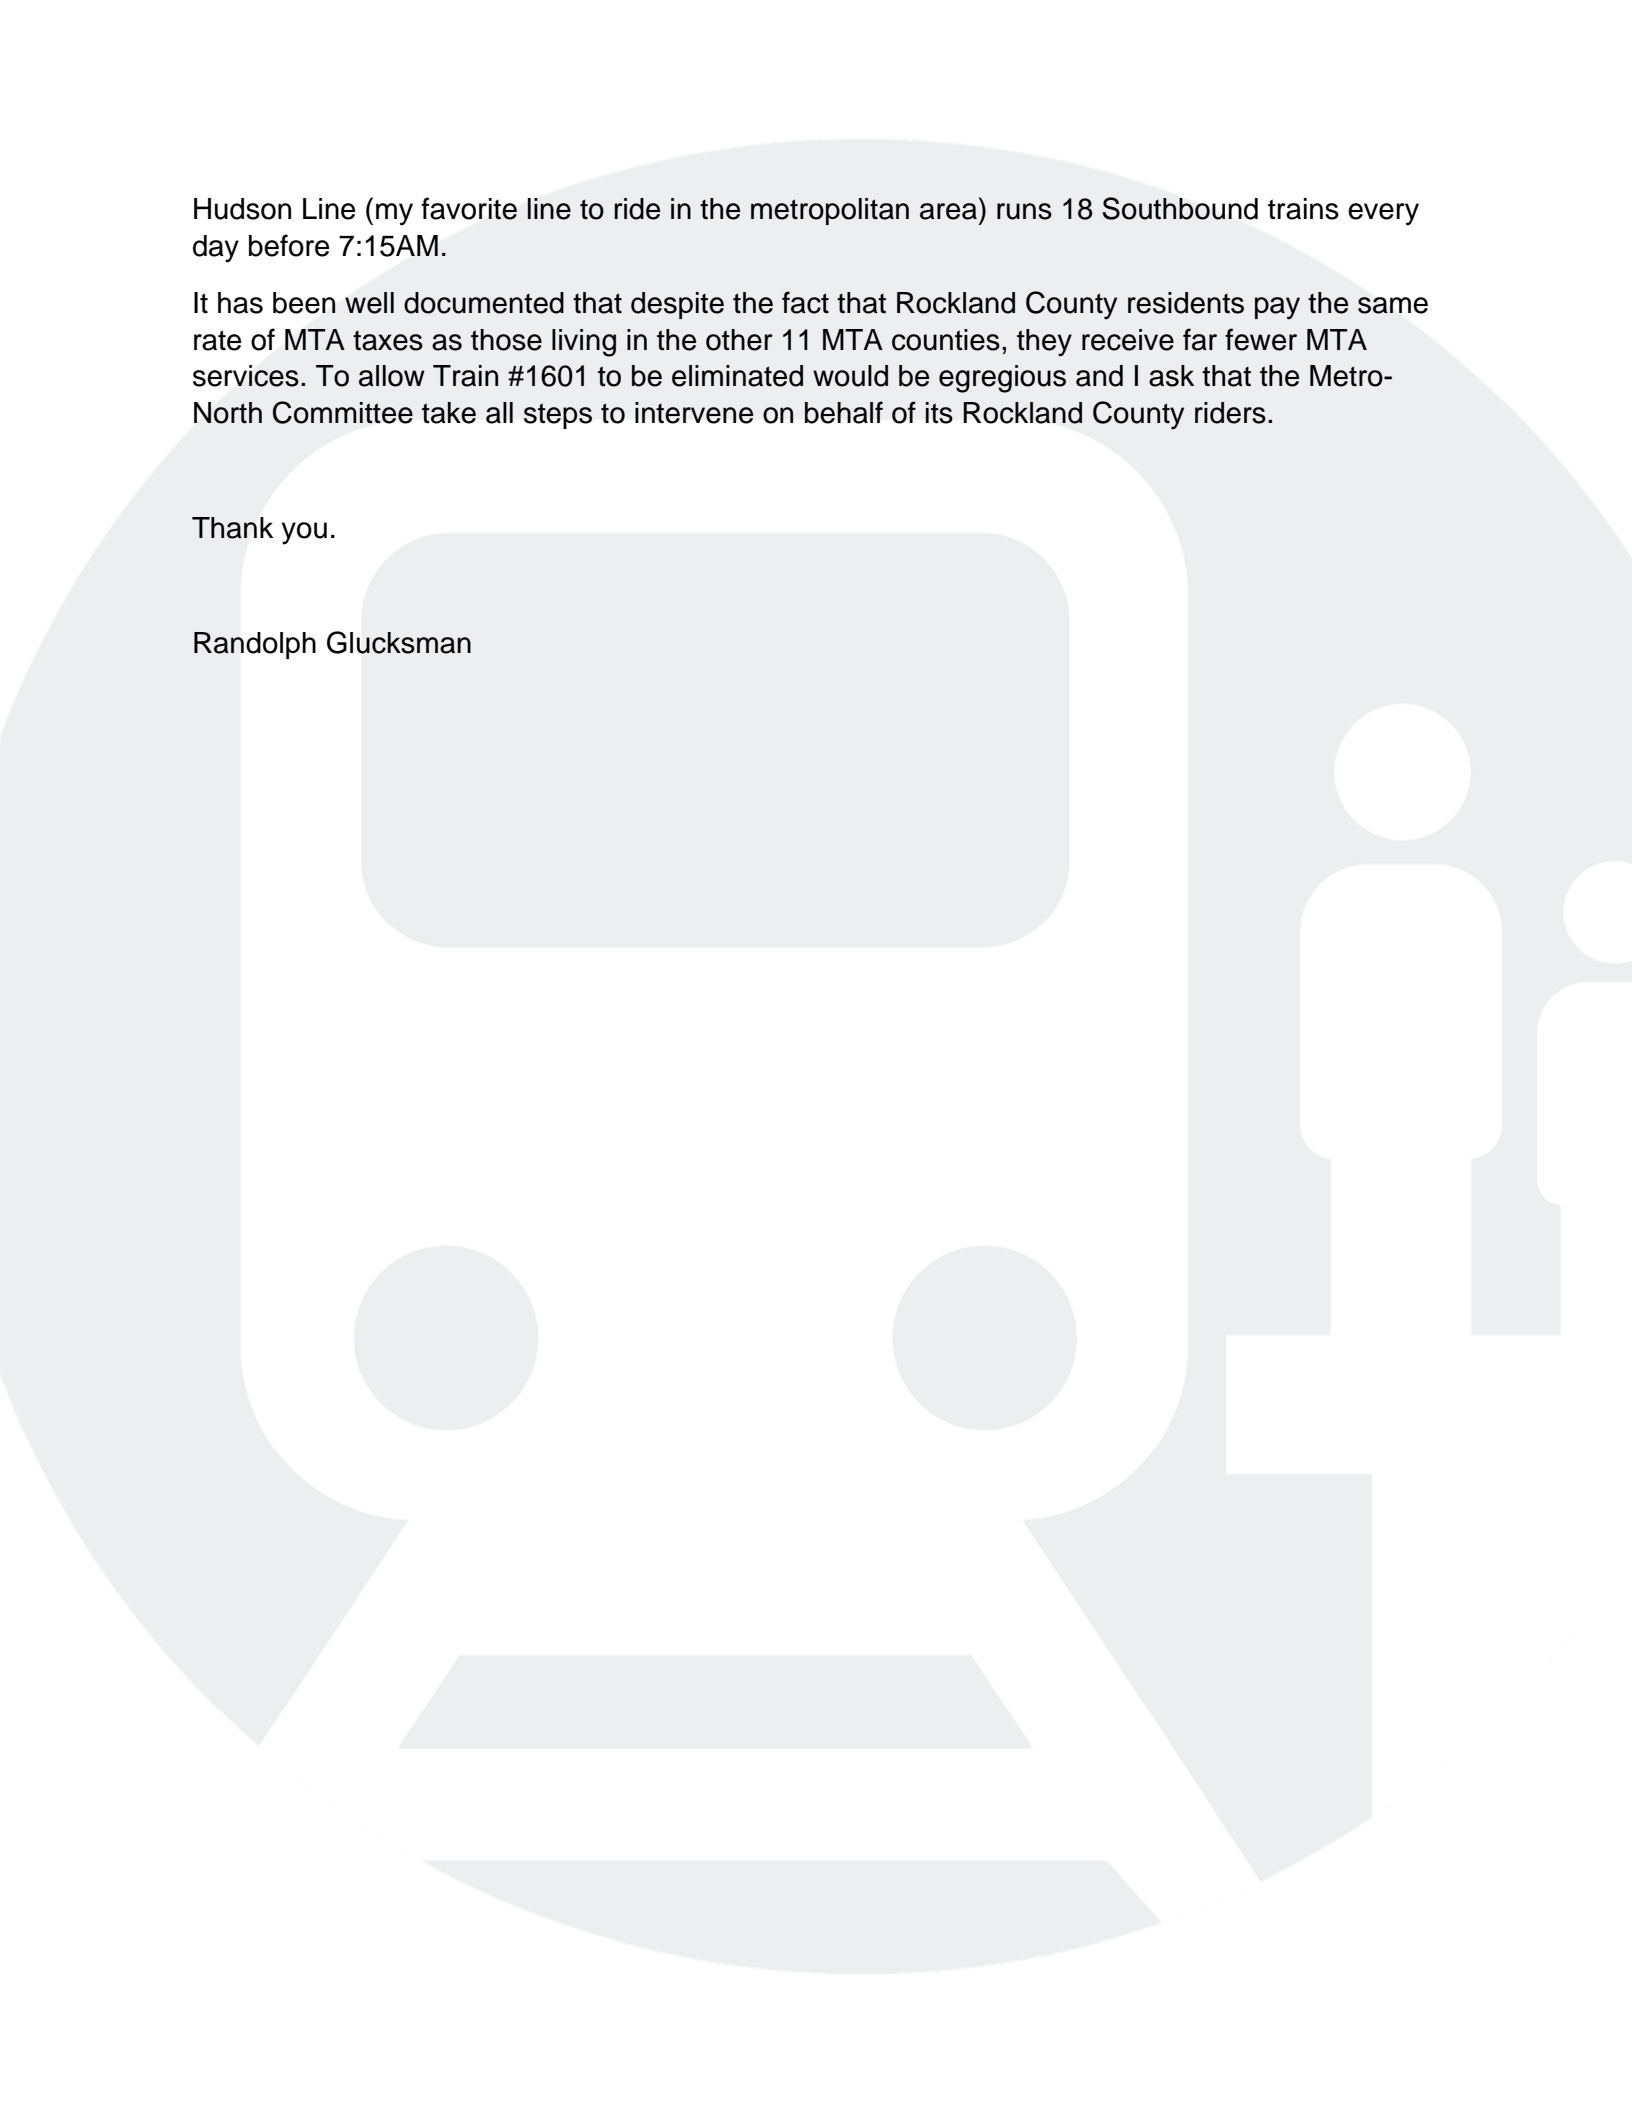 Hudson Line (my favorite line to ride in the metropolitan area) runs 18 Southbound trains every
day before 7:15AM.
It has been well documented that despite the fact that Rockland County residents pay the same
rate of MTA taxes as those living in the other 11 MTA counties, they receive far fewer MTA
services. To allow Train #1601 to be eliminated would be egregious and I ask that the Metro-
North Committee take all steps to intervene on behalf of its Rockland County riders.
Thank you.
Randolph Glucksman